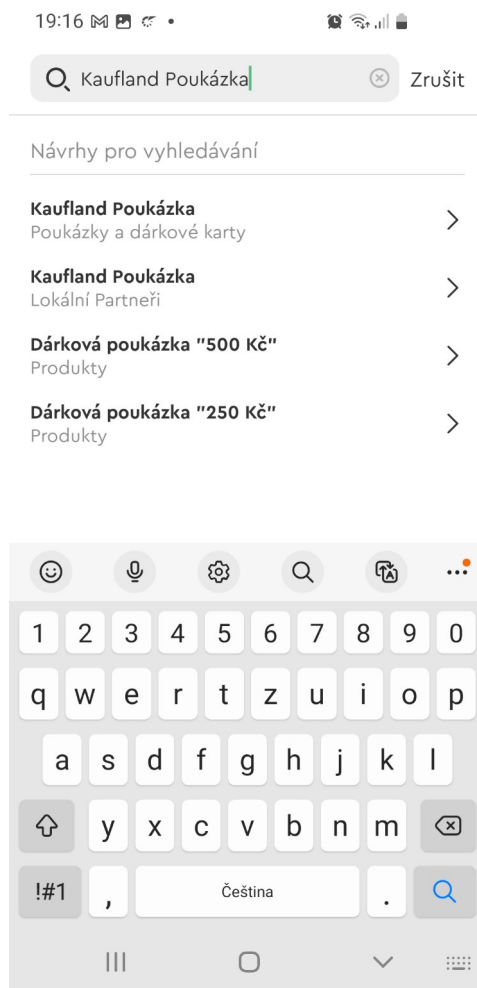 19:16
Kaufland Poukázka
Zrušit
Návrhy pro vyhledávání
Kaufland Poukázka
Poukázky a dárkové karty
Kaufland Poukázka
Lokální Partneři
Dárková poukázka "500 Kč"
Produkty
Dárková poukázka "250 Kč"
Produkty
1 2 3 4 5 6 7 8 9 0
q w e r t z u i o p
a s d f g h j k l
y x c v b n m
!#1 , Čeština .